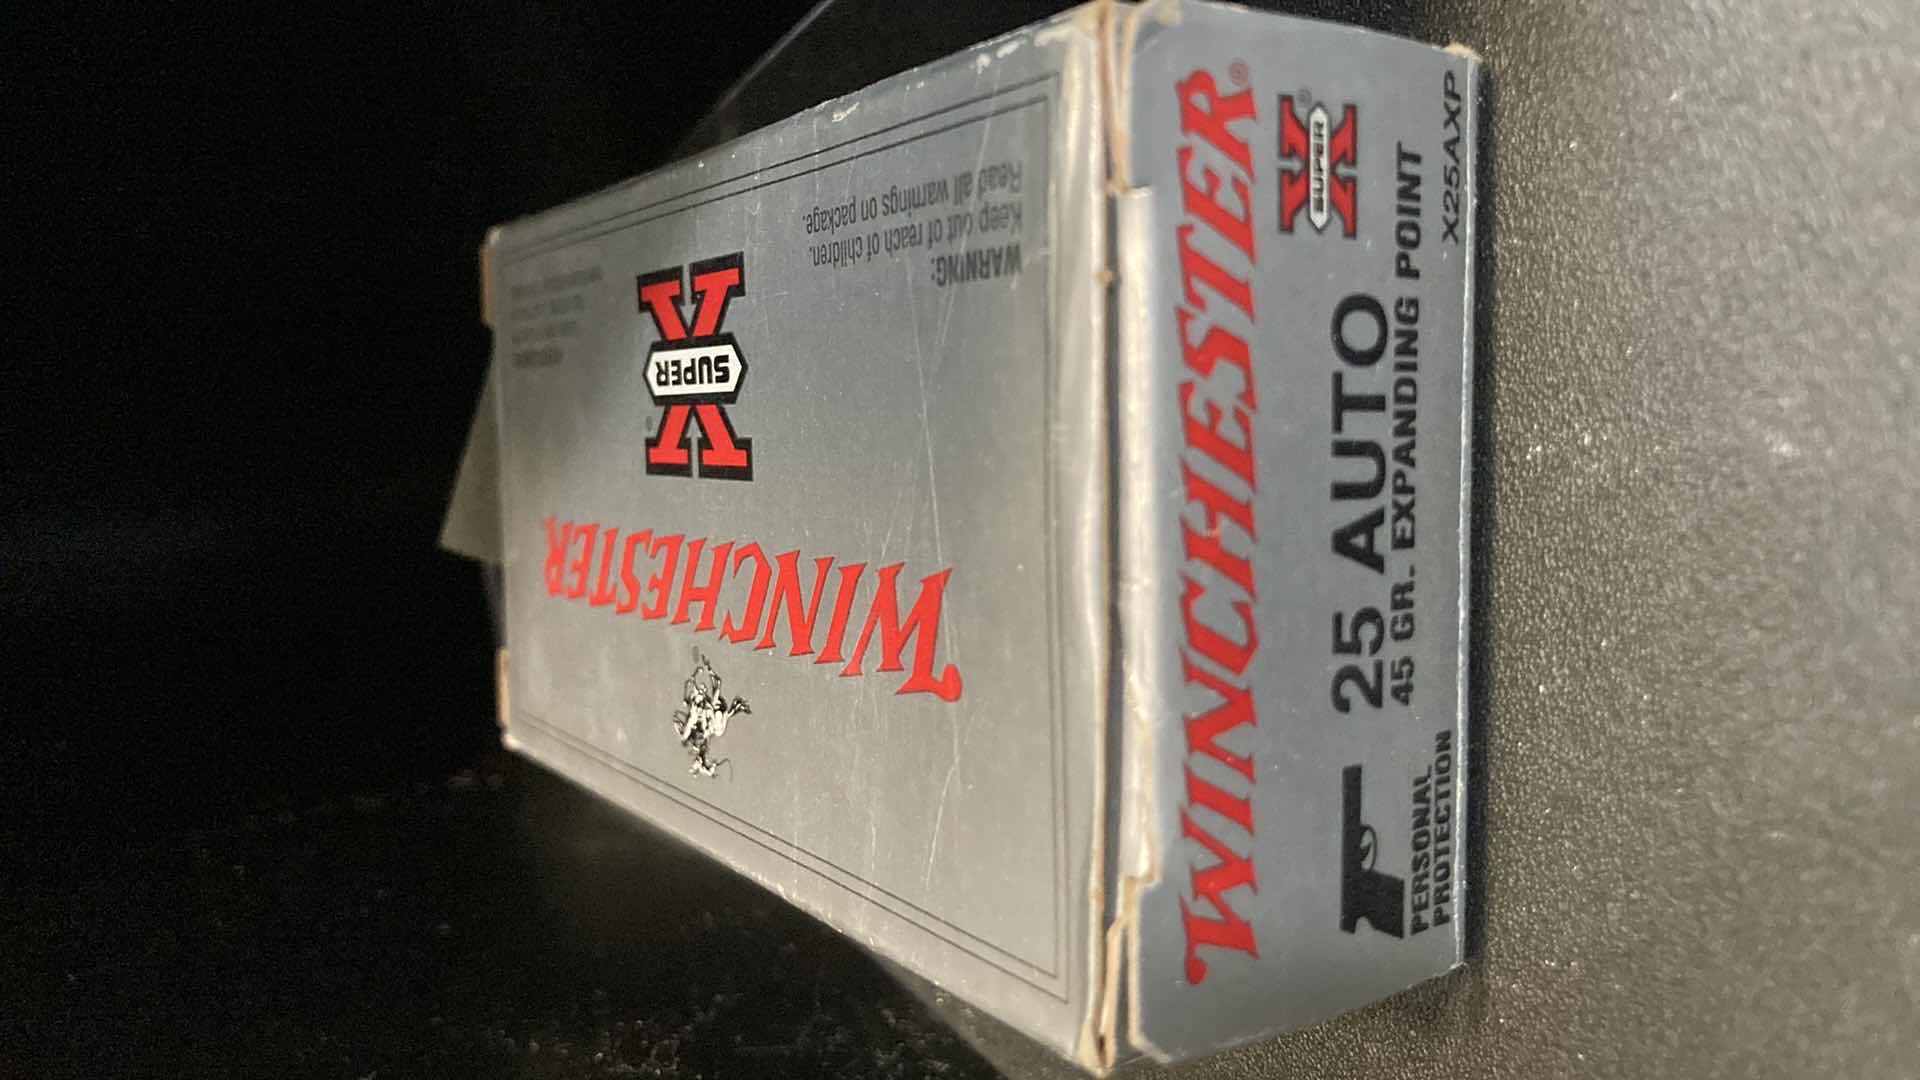 WINCHESTER®
SUPER X®
25 AUTO
45 GR. EXPANDING POINT
PERSONAL
PROTECTION
X25AXP
WINCHESTER
®
SUPER X®
WARNING:
Keep out of reach of children.
Read all warnings on package.